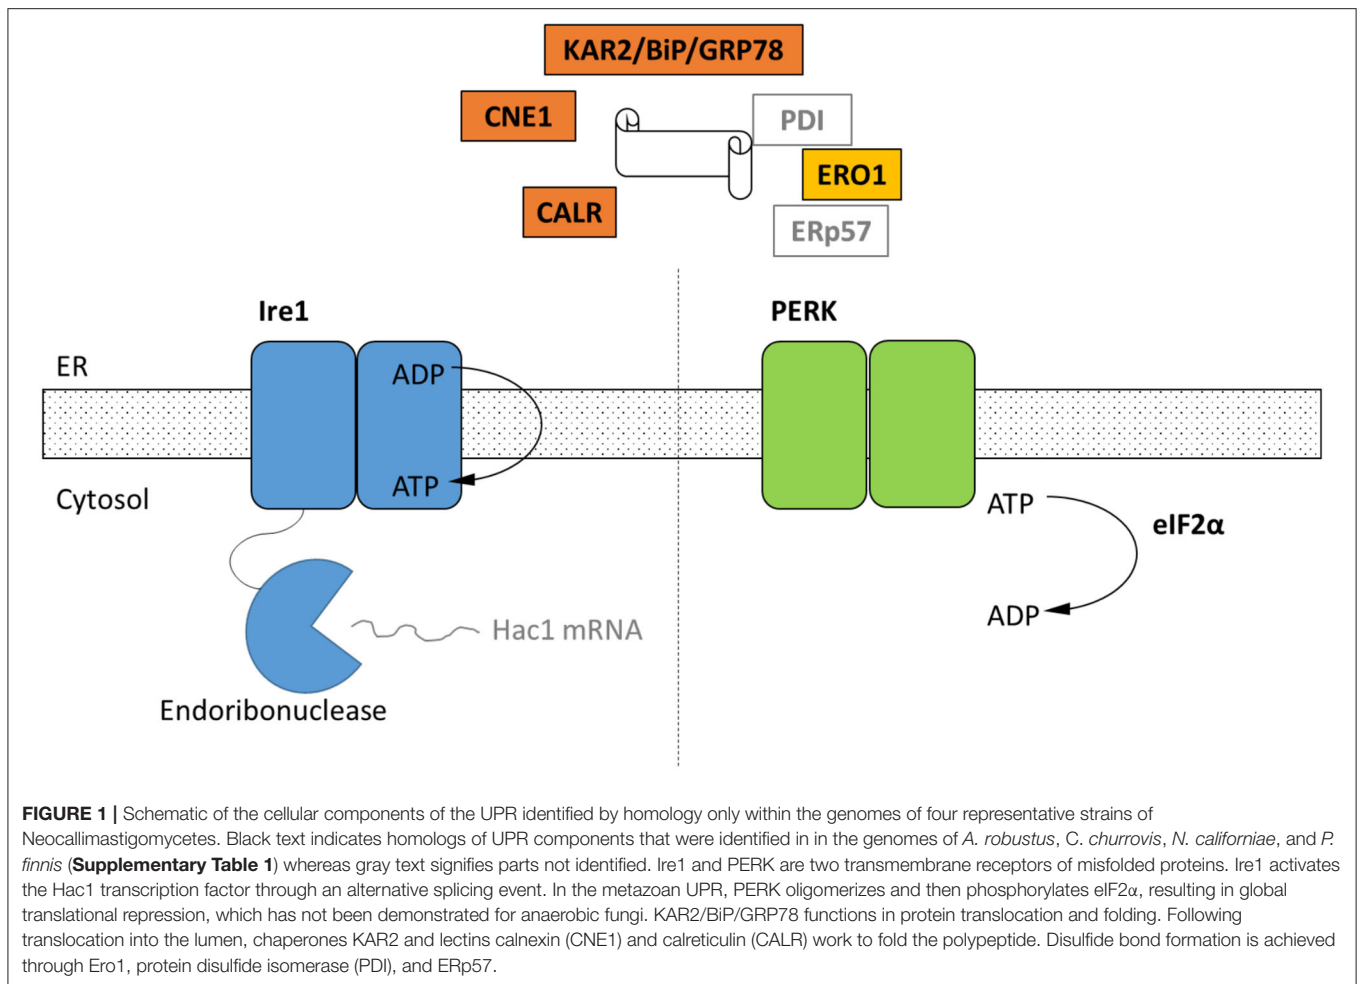 KAR2/BiP/GRP78
CNE1
PDI
ERO1
CALR
ERp57
Ire1
PERK
ER
ADP
ATP
Cytosol
ATP
eIF2α
ADP
Hac1 mRNA
Endoribonuclease
FIGURE 1 | Schematic of the cellular components of the UPR identified by homology only within the genomes of four representative strains of
Neocallimastigomycetes. Black text indicates homologs of UPR components that were identified in in the genomes of A. robustus, C. churrovis, N. californiae, and P.
finnis (Supplementary Table 1) whereas gray text signifies parts not identified. Ire1 and PERK are two transmembrane receptors of misfolded proteins. Ire1 activates
the Hac1 transcription factor through an alternative splicing event. In the metazoan UPR, PERK oligomerizes and then phosphorylates eIF2α, resulting in global
translational repression, which has not been demonstrated for anaerobic fungi. KAR2/BiP/GRP78 functions in protein translocation and folding. Following
translocation into the lumen, chaperones KAR2 and lectins calnexin (CNE1) and calreticulin (CALR) work to fold the polypeptide. Disulfide bond formation is achieved
through Ero1, protein disulfide isomerase (PDI), and ERp57.